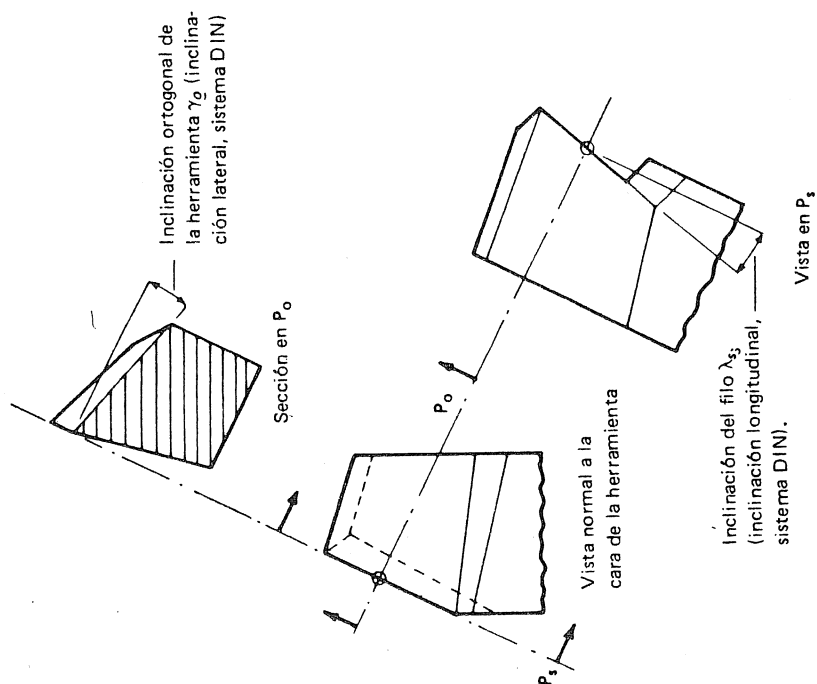 Inclinación ortogonal de
la herramienta γo (inclina-
ción lateral, sistema DIN)
Sección en Po
Po
Vista normal a la
cara de la herramienta
Ps
Inclinación del filo λs;
(inclinación longitudinal,
sistema DIN).
Vista en Ps